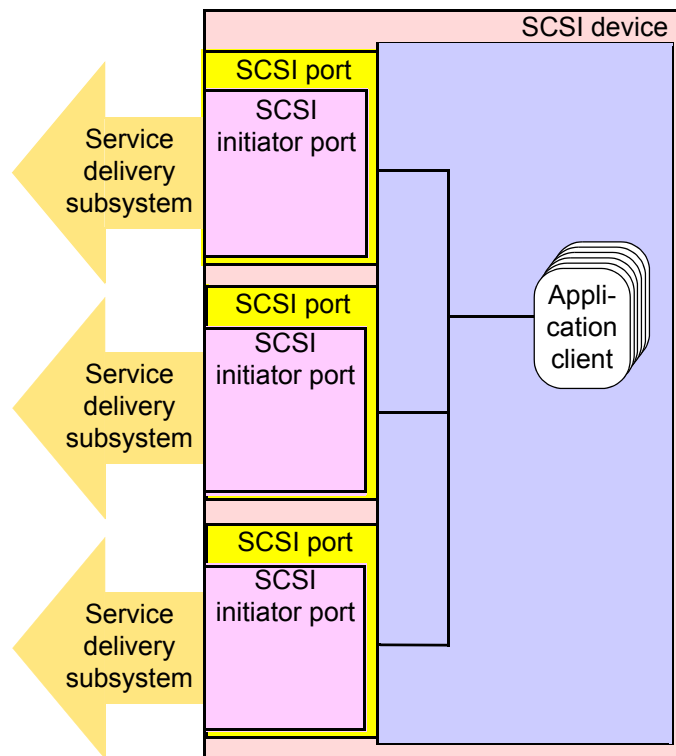 SCSI device
SCSI port
SCSI
initiator port
Service
delivery
subsystem
Appli-
cation
client
SCSI port
SCSI
initiator port
Service
delivery
subsystem
SCSI port
SCSI
initiator port
Service
delivery
subsystem